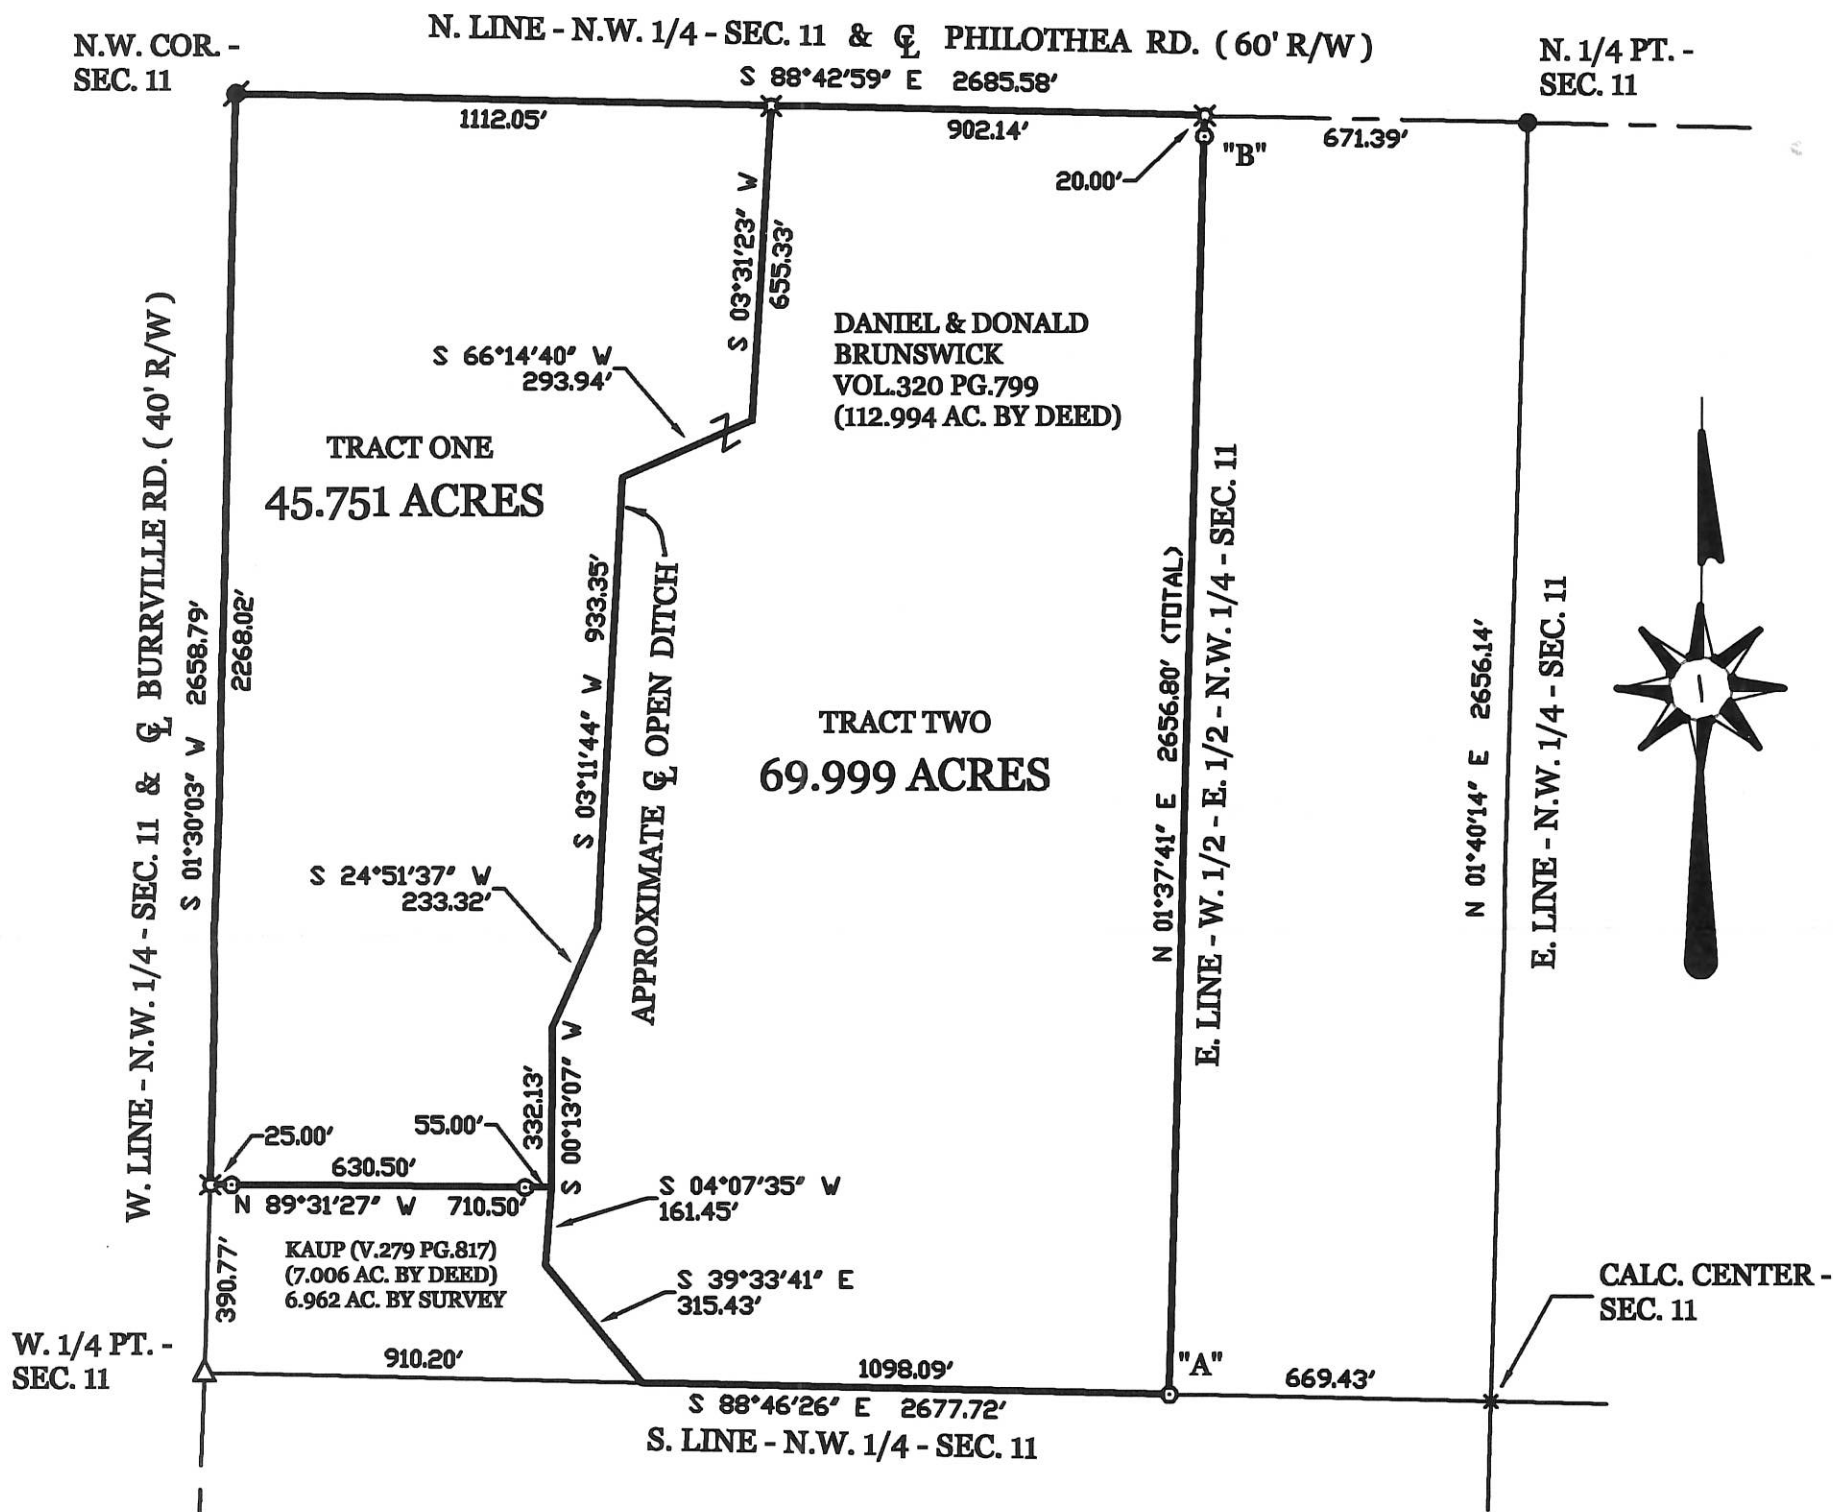 N. LINE - N.W. 1/4 - SEC. 11 & ℄ PHILOTHEA RD. ( 60' R/W )
N.W. COR. -
SEC. 11
N. 1/4 PT. -
SEC. 11
S 88°42'59" E 2685.58'
1112.05'
902.14'
671.39'
"B"
20.00'
S 03°31'23" W
655.33'
DANIEL & DONALD
BRUNSWICK
VOL.320 PG.799
(112.994 AC. BY DEED)
S 66°14'40" W
293.94'
TRACT ONE
45.751 ACRES
W. LINE - N.W. 1/4 - SEC. 11 & ℄ BURRVILLE RD. ( 40' R/W )
S 01°30'03" W 2658.79'
2268.02'
S 03°11'44" W 933.35'
APPROXIMATE ℄ OPEN DITCH
TRACT TWO
69.999 ACRES
N 01°37'41" E 2656.80' (TOTAL)
E. LINE - W. 1/2 - E. 1/2 - N.W. 1/4 - SEC. 11
N 01°40'14" E 2656.14'
E. LINE - N.W. 1/4 - SEC. 11
1
S 24°51'37" W
233.32'
332.13'
S 00°13'07" W
25.00'
55.00'
630.50'
N 89°31'27" W 710.50'
S 04°07'35" W
161.45'
390.77'
KAUP (V.279 PG.817)
(7.006 AC. BY DEED)
6.962 AC. BY SURVEY
S 39°33'41" E
315.43'
CALC. CENTER -
SEC. 11
W. 1/4 PT. -
SEC. 11
910.20'
1098.09'
"A"
669.43'
S 88°46'26" E 2677.72'
S. LINE - N.W. 1/4 - SEC. 11